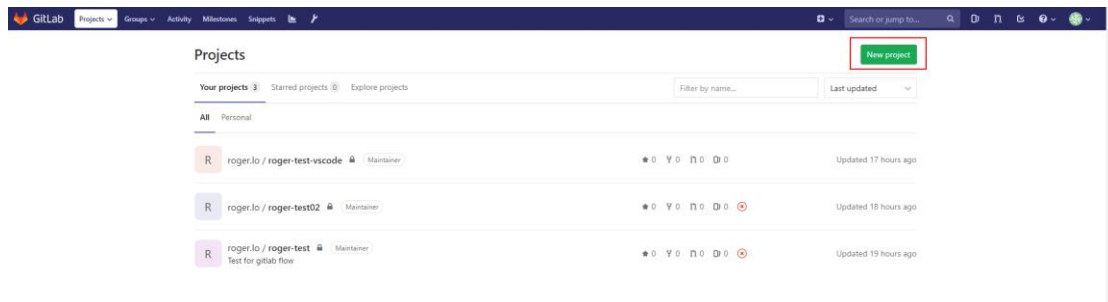 GitLab Projects Groups Activity Milestones Snippets Search or jump to...
Projects New project
Your projects 3 Starred projects 0 Explore projects Filter by name... Last updated
All Personal
R roger.lo / roger-test-vscode Maintainer 0 0 0 0 Updated 17 hours ago
R roger.lo / roger-test02 Maintainer 0 0 0 0 Updated 18 hours ago
R roger.lo / roger-test Maintainer 0 0 0 0 Updated 19 hours ago
Test for gitlab flow